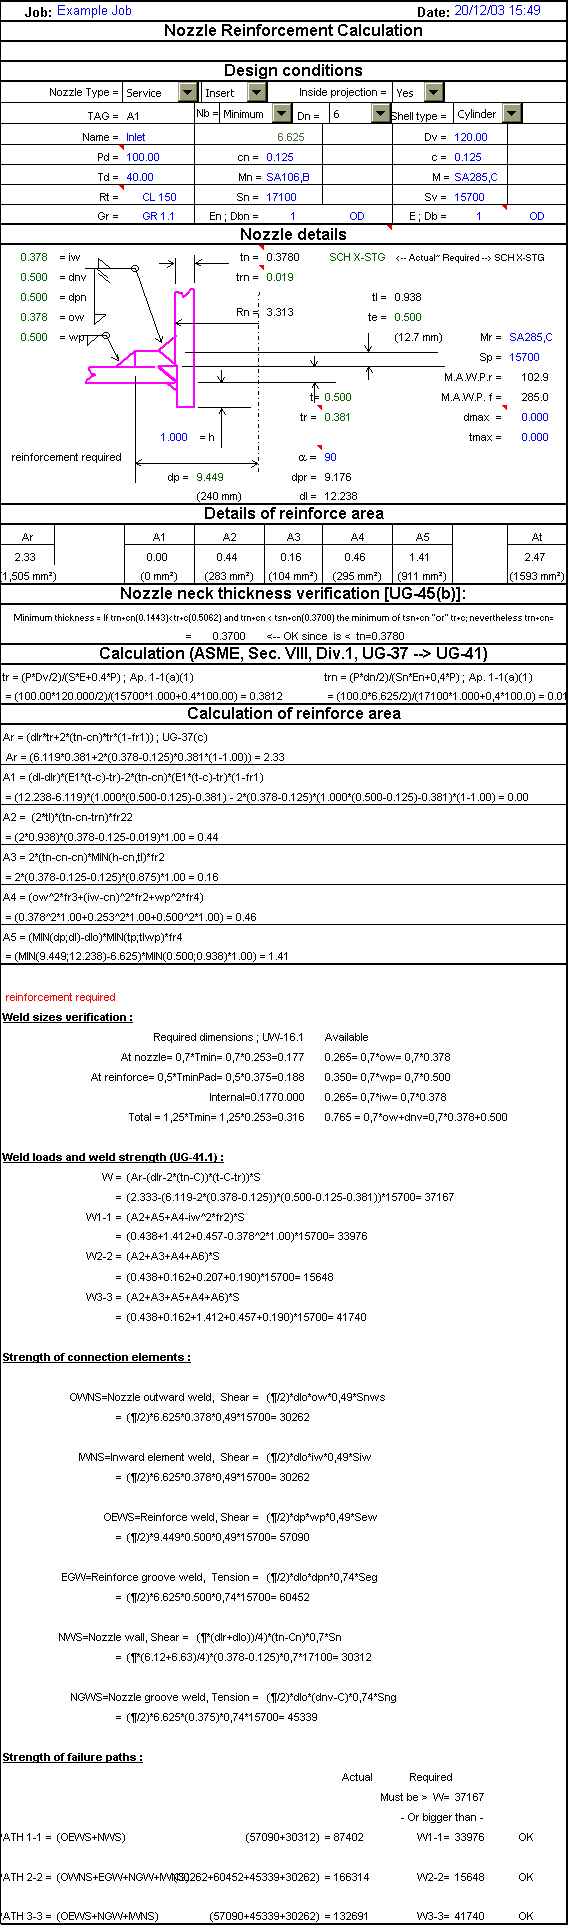 Job: Example Job Date: 20/12/03 15:49
Nozzle Reinforcement Calculation
Design conditions
Nozzle Type = Service Insert Inside projection = Yes
TAG = A1 Nb = Minimum Dn = 6 Shell type = Cylinder
Name = Inlet 6.625 Dv = 120.00
Pd = 100.00 cn = 0.125 c = 0.125
Td = 40.00 Mn = SA106,B M = SA285,C
Rt = CL 150 Sn = 17100 Sv = 15700
Gr = GR 1.1 En ; Dbn = 1 OD E ; Db = 1 OD
Nozzle details
0.378 = iw tn = 0.3780 SCH X-STG <-- Actual~ Required --> SCH X-STG
0.500 = dnv trn = 0.019
0.500 = dpn tl = 0.938
0.378 = ow Rn = 3.313 te = 0.500
0.500 = wp (12.7 mm) Mr = SA285,C
Sp = 15700
M.A.W.P.r = 102.9
t= 0.500 M.A.W.P. f = 285.0
tr = 0.381 dmax = 0.000
1.000 = h tmax = 0.000
reinforcement required α = 90
dp = 9.449 dpr = 9.176
(240 mm) dl = 12.238
Details of reinforce area
Ar A1 A2 A3 A4 A5 At
2.33 0.00 0.44 0.16 0.46 1.41 2.47
(1,505 mm²) (0 mm²) (283 mm²) (104 mm²) (295 mm²) (911 mm²) (1593 mm²)
Nozzle neck thickness verification [UG-45(b)]:
Minimum thickness = If trn+cn(0.1443)<tr+c(0.5062) and trn+cn < tsn+cn(0.3700) the minimum of tsn+cn "or" tr+c; nevertheless trn+cn=
= 0.3700 <-- OK since is < tn=0.3780
Calculation (ASME, Sec. VIII, Div.1, UG-37 --> UG-41)
tr = (P*Dv/2)/(S*E+0.4*P) ; Ap. 1-1(a)(1) trn = (P*dn/2)/(Sn*En+0,4*P) ; Ap. 1-1(a)(1)
= (100.00*120.000/2)/(15700*1.000+0.4*100.00) = 0.3812 = (100.0*6.625/2)/(17100*1.000+0,4*100.0) = 0.01
Calculation of reinforce area
Ar = (dlr*tr+2*(tn-cn)*tr*(1-fr1)) ; UG-37(c)
Ar = (6.119*0.381+2*(0.378-0.125)*0.381*(1-1.00)) = 2.33
A1 = (dl-dlr)*(E1*(t-c)-tr)-2*(tn-cn)*(E1*(t-c)-tr)*(1-fr1)
= (12.238-6.119)*(1.000*(0.500-0.125)-0.381) - 2*(0.378-0.125)*(1.000*(0.500-0.125)-0.381)*(1-1.00) = 0.00
A2 = (2*tl)*(tn-cn-trn)*fr22
= (2*0.938)*(0.378-0.125-0.019)*1.00 = 0.44
A3 = 2*(tn-cn-cn)*MIN(h-cn,tl)*fr2
= 2*(0.378-0.125-0.125)*(0.875)*1.00 = 0.16
A4 = (ow^2*fr3+(iw-cn)^2*fr2+wp^2*fr4)
= (0.378^2*1.00+0.253^2*1.00+0.500^2*1.00) = 0.46
A5 = (MIN(dp;dl)-dlo)*MIN(tp;tlwp)*fr4
= (MIN(9.449;12.238)-6.625)*MIN(0.500;0.938)*1.00) = 1.41
reinforcement required
Weld sizes verification :
Required dimensions ; UW-16.1 Available
At nozzle= 0,7*Tmin= 0,7*0.253=0.177 0.265= 0,7*ow= 0,7*0.378
At reinforce= 0,5*TminPad= 0,5*0.375=0.188 0.350= 0,7*wp= 0,7*0.500
Internal=0.1770.000 0.265= 0,7*iw= 0,7*0.378
Total = 1,25*Tmin= 1,25*0.253=0.316 0.765 = 0,7*ow+dnv=0,7*0.378+0.500
Weld loads and weld strength (UG-41.1) :
W = (Ar-(dlr-2*(tn-C))*(t-C-tr))*S
= (2.333-(6.119-2*(0.378-0.125))*(0.500-0.125-0.381))*15700= 37167
W1-1 = (A2+A5+A4-iw^2*fr2)*S
= (0.438+1.412+0.457-0.378^2*1.00)*15700= 33976
W2-2 = (A2+A3+A4+A6)*S
= (0.438+0.162+0.207+0.190)*15700= 15648
W3-3 = (A2+A3+A5+A4+A6)*S
= (0.438+0.162+1.412+0.457+0.190)*15700= 41740
Strength of connection elements :
OWNS=Nozzle outward weld, Shear = (¶/2)*dlo*ow*0,49*Snws
= (¶/2)*6.625*0.378*0,49*15700= 30262
IWNS=Inward element weld, Shear = (¶/2)*dlo*iw*0,49*Siw
= (¶/2)*6.625*0.378*0,49*15700= 30262
OEWS=Reinforce weld, Shear = (¶/2)*dp*wp*0,49*Sew
= (¶/2)*9.449*0.500*0,49*15700= 57090
EGW=Reinforce groove weld, Tension = (¶/2)*dlo*dpn*0,74*Seg
= (¶/2)*6.625*0.500*0,74*15700= 60452
NWS=Nozzle wall, Shear = (¶*(dlr+dlo))/4)*(tn-Cn)*0,7*Sn
= (¶*(6.12+6.63)/4)*(0.378-0.125)*0,7*17100= 30312
NGWS=Nozzle groove weld, Tension = (¶/2)*dlo*(dnv-C)*0,74*Sng
= (¶/2)*6.625*(0.375)*0,74*15700= 45339
Strength of failure paths :
Actual Required
Must be > W= 37167
- Or bigger than -
PATH 1-1 = (OEWS+NWS) (57090+30312) = 87402 W1-1= 33976 OK
PATH 2-2 = (OWNS+EGW+NGW+IWNS) 30262+60452+45339+30262) = 166314 W2-2= 15648 OK
PATH 3-3 = (OEWS+NGW+IWNS) (57090+45339+30262) = 132691 W3-3= 41740 OK